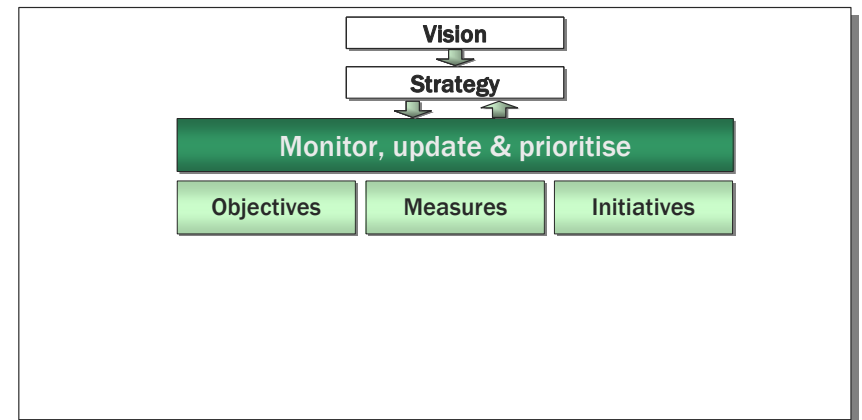 Vision
Strategy
Monitor, update & prioritise
Objectives
Measures
Initiatives